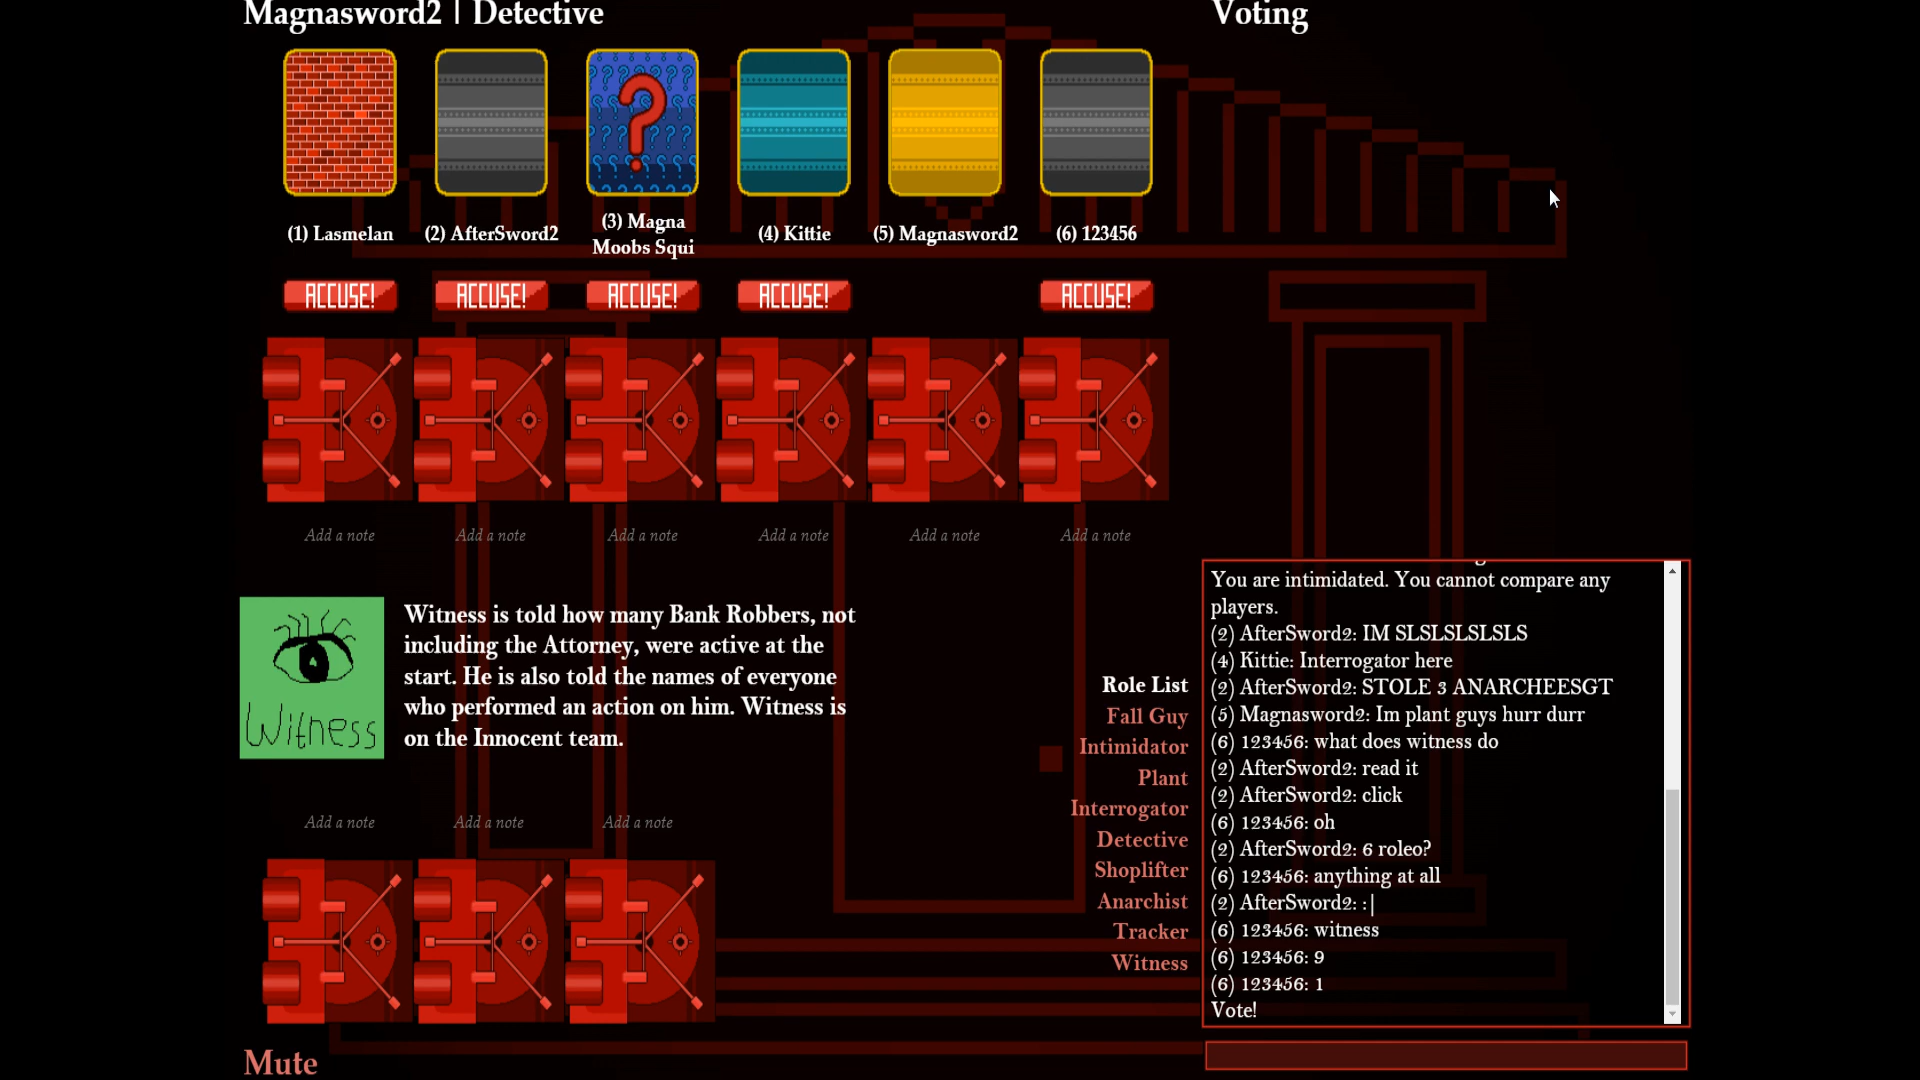 Magnasword2 | Detective
Voting
(1) Lasmelan
(2) AfterSword2
(3) Magna
Moobs Squi
(4) Kittie
(5) Magnasword2
(6) 123456
ACCUSE!
ACCUSE!
ACCUSE!
ACCUSE!
ACCUSE!
Add a note
Add a note
Add a note
Add a note
Add a note
Add a note
Witness
Witness is told how many Bank Robbers, not
including the Attorney, were active at the
start. He is also told the names of everyone
who performed an action on him. Witness is
on the Innocent team.
Add a note
Add a note
Add a note
Mute
Role List
Fall Guy
Intimidator
Plant
Interrogator
Detective
Shoplifter
Anarchist
Tracker
Witness
You are intimidated. You cannot compare any
players.
(2) AfterSword2: IM SLSLSLSLSLS
(4) Kittie: Interrogator here
(2) AfterSword2: STOLE 3 ANARCHEESGT
(5) Magnasword2: Im plant guys hurr durr
(6) 123456: what does witness do
(2) AfterSword2: read it
(2) AfterSword2: click
(6) 123456: oh
(2) AfterSword2: 6 roleo?
(6) 123456: anything at all
(2) AfterSword2: :|
(6) 123456: witness
(6) 123456: 9
(6) 123456: 1
Vote!